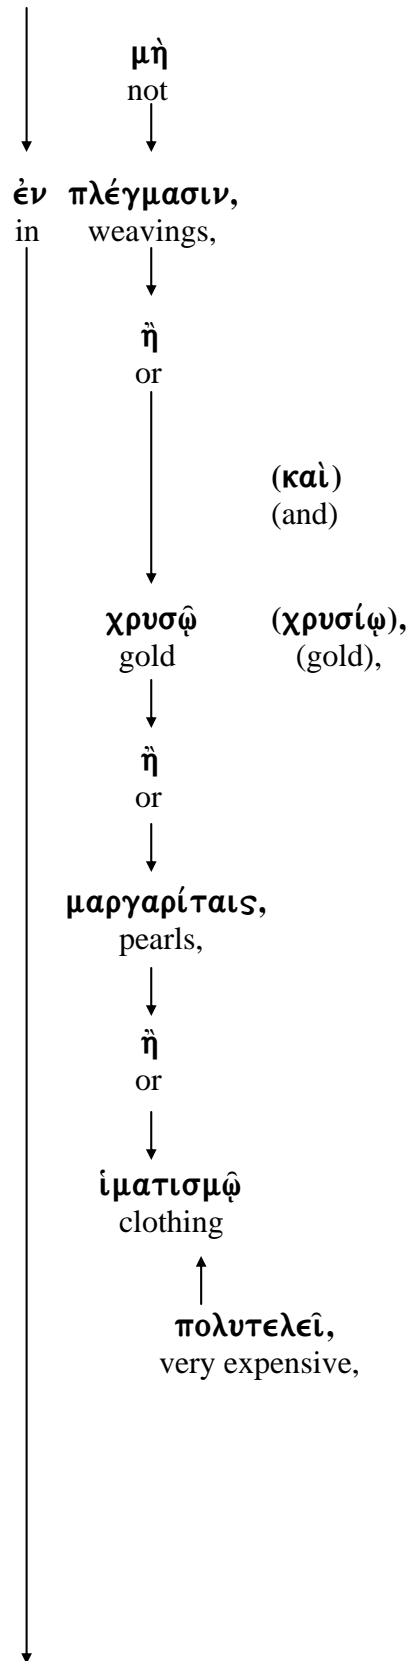 μὴ
not
ἐν πλέγμασιν,
in weavings,
ἢ
or
(καὶ)
(and)
χρυσῷ (χρυσίῳ),
gold (gold),
ἢ
or
μαργαρίταις,
pearls,
ἢ
or
ἱματισμῷ
clothing
πολυτελεῖ,
very expensive,